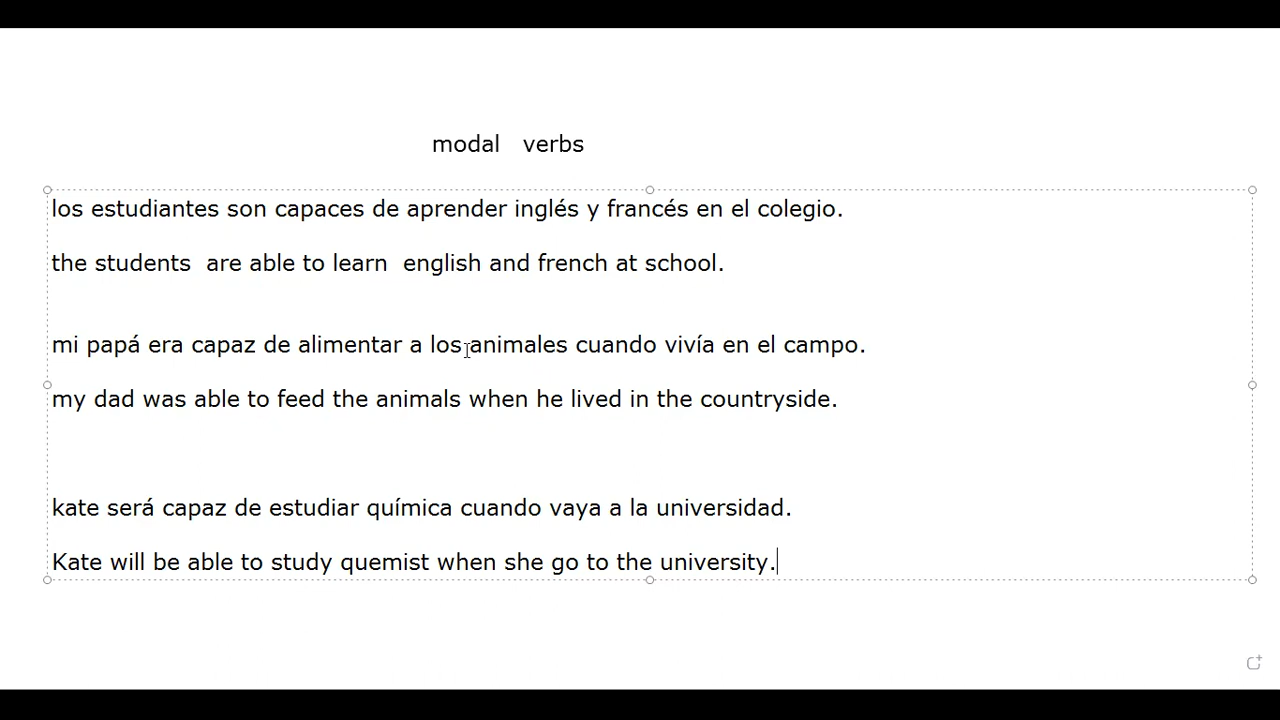 modal verbs
los estudiantes son capaces de aprender inglés y francés en el colegio.
the students are able to learn english and french at school.
mi papá era capaz de alimentar a los animales cuando vivía en el campo.
my dad was able to feed the animals when he lived in the countryside.
kate será capaz de estudiar química cuando vaya a la universidad.
Kate will be able to study quemist when she go to the university.